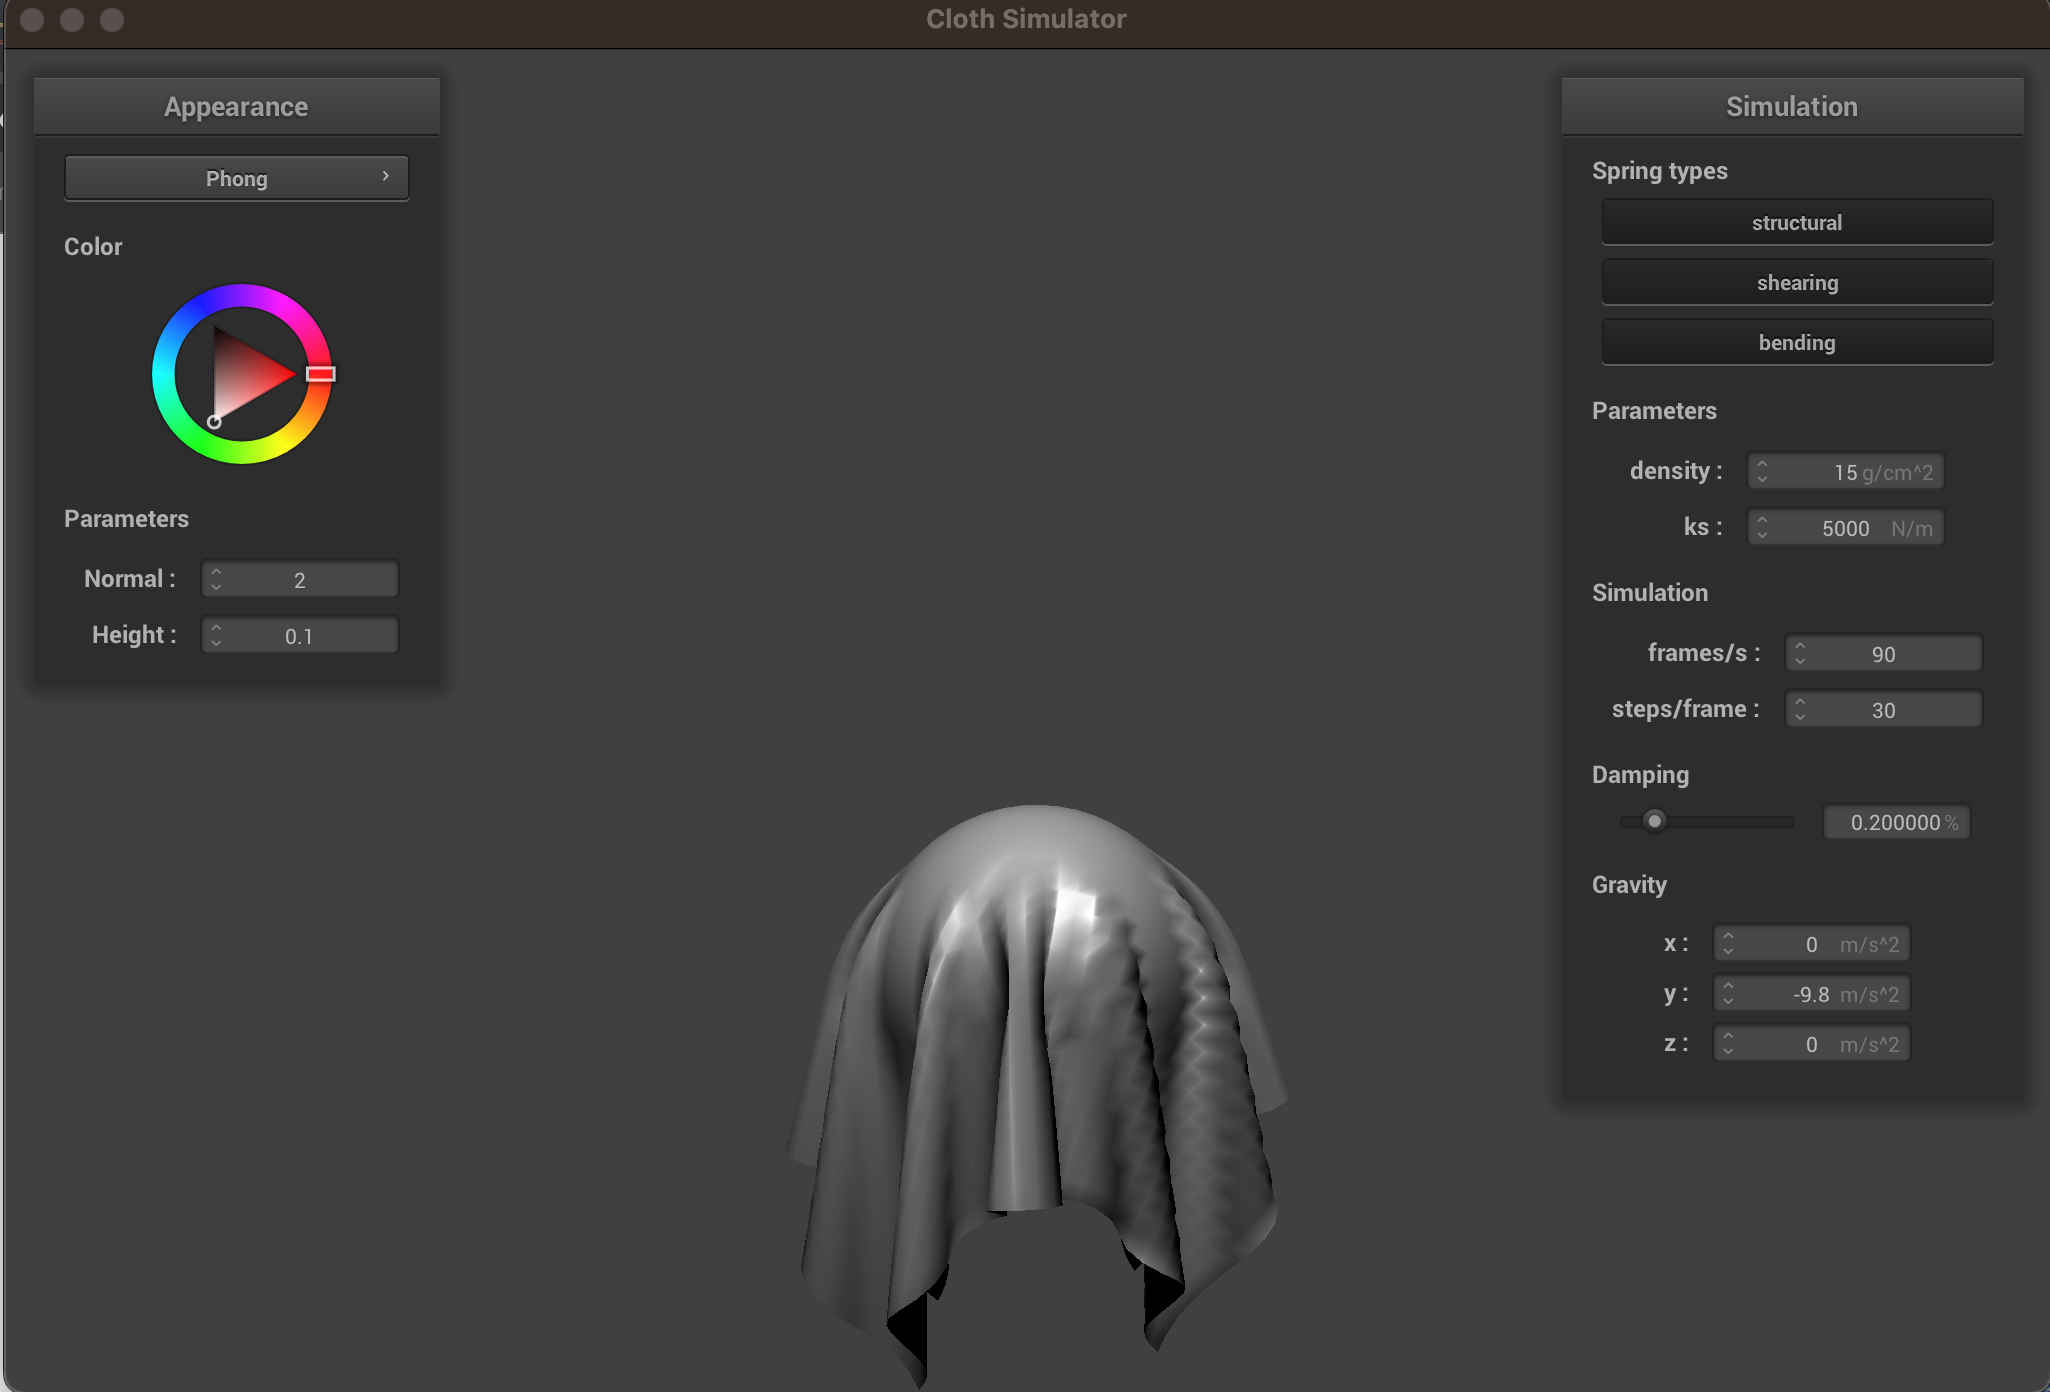 Cloth Simulator
Appearance
Phong
Color
Parameters
Normal : 2
Height : 0.1
Simulation
Spring types
structural
shearing
bending
Parameters
density : 15 g/cm^2
ks : 5000 N/m
Simulation
frames/s : 90
steps/frame : 30
Damping
0.200000 %
Gravity
x : 0 m/s^2
y : -9.8 m/s^2
z : 0 m/s^2